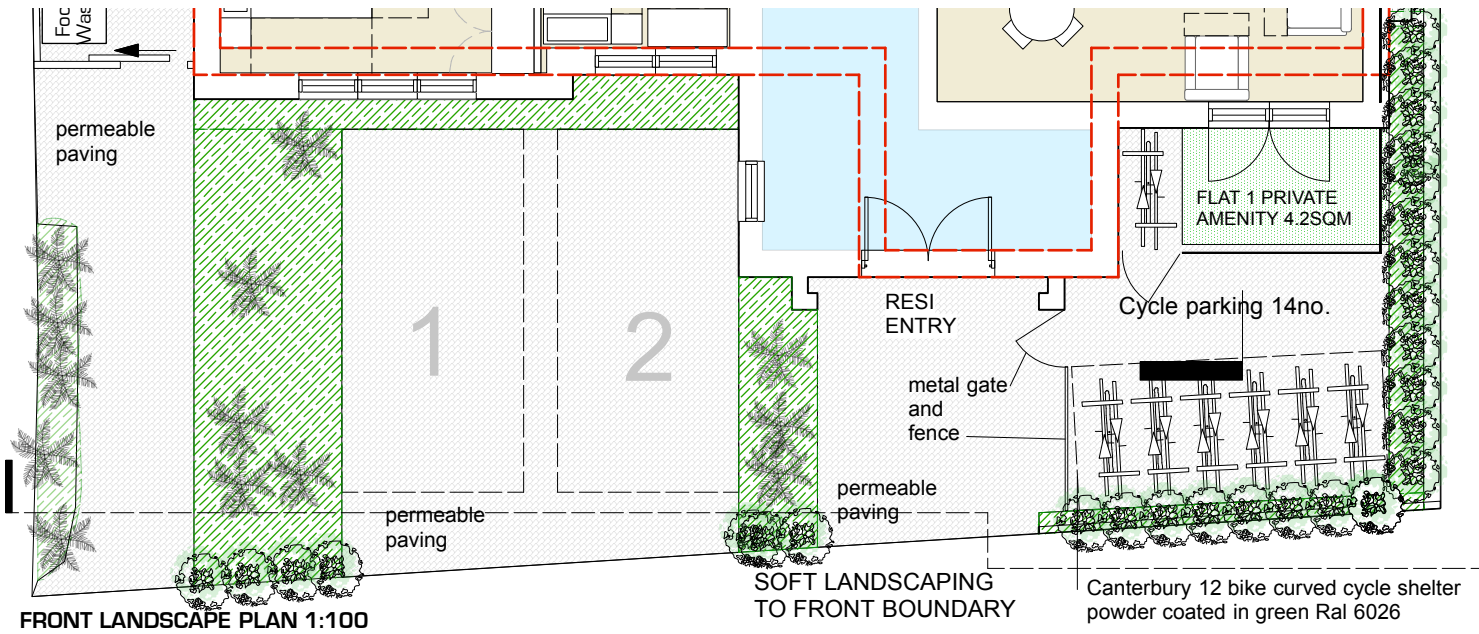 Foo
Was
permeable
paving
FLAT 1 PRIVATE
AMENITY 4.2SQM
1
2
RESI
ENTRY
Cycle parking 14no.
metal gate
and
fence
permeable
paving
permeable
paving
SOFT LANDSCAPING
TO FRONT BOUNDARY
Canterbury 12 bike curved cycle shelter
powder coated in green Ral 6026
FRONT LANDSCAPE PLAN 1:100